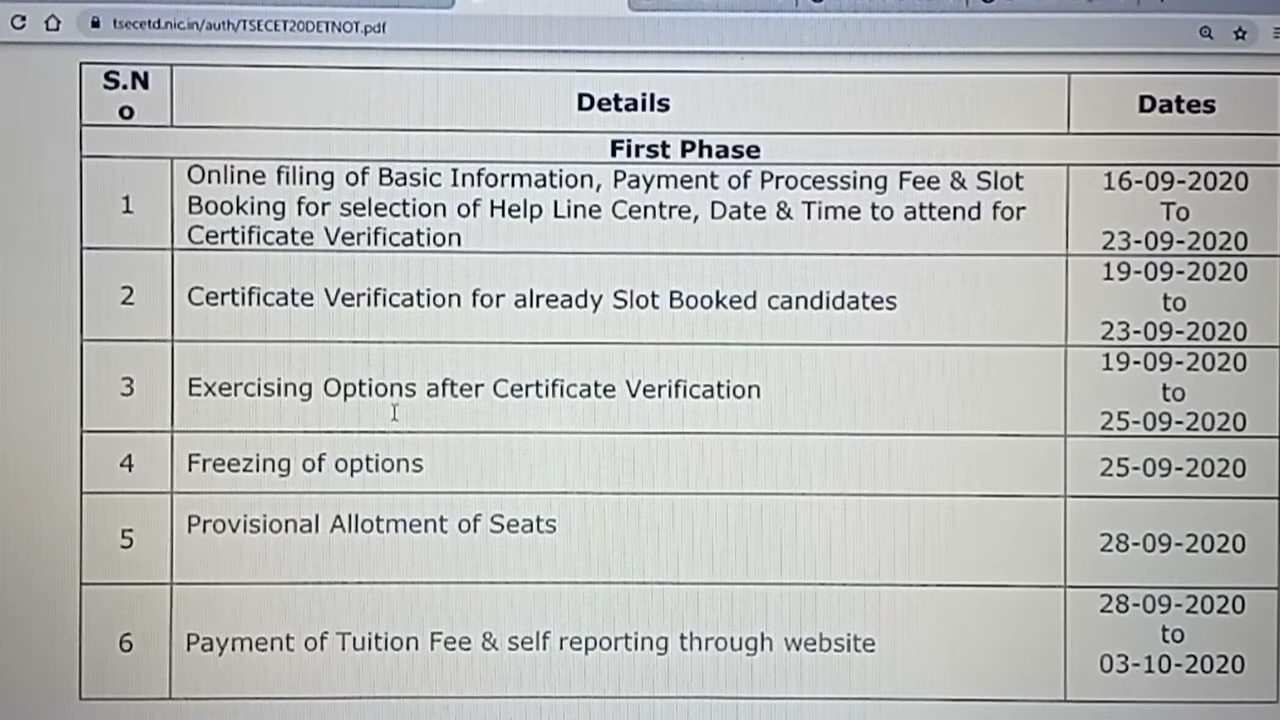 tsecetd.nic.in/auth/TSECET20DETNOT.pdf
S.N
o
Details
Dates
First Phase
1
Online filing of Basic Information, Payment of Processing Fee & Slot
Booking for selection of Help Line Centre, Date & Time to attend for
Certificate Verification
16-09-2020
To
23-09-2020
2
Certificate Verification for already Slot Booked candidates
19-09-2020
to
23-09-2020
3
Exercising Options after Certificate Verification
19-09-2020
to
25-09-2020
4
Freezing of options
25-09-2020
5
Provisional Allotment of Seats
28-09-2020
6
Payment of Tuition Fee & self reporting through website
28-09-2020
to
03-10-2020